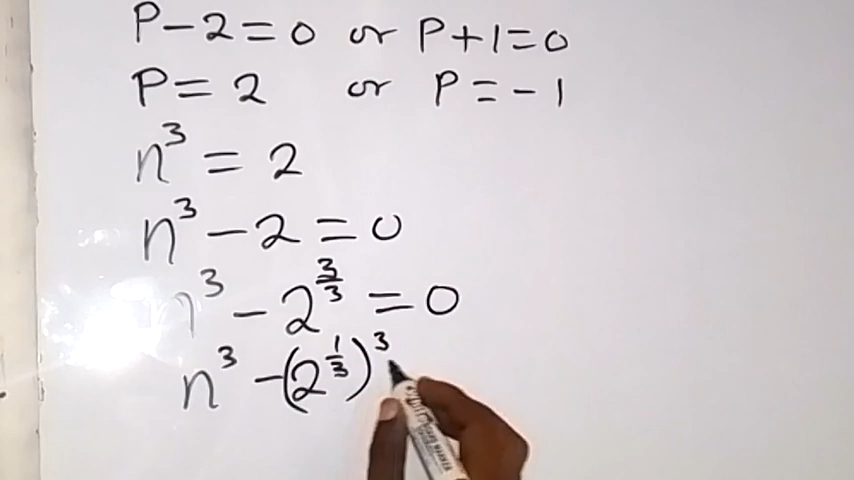 P-2=0 or P+1=0
P=2 or P=-1
n³=2
n³-2=0
n³-2^(3/3)=0
n³-(2^(1/3))³